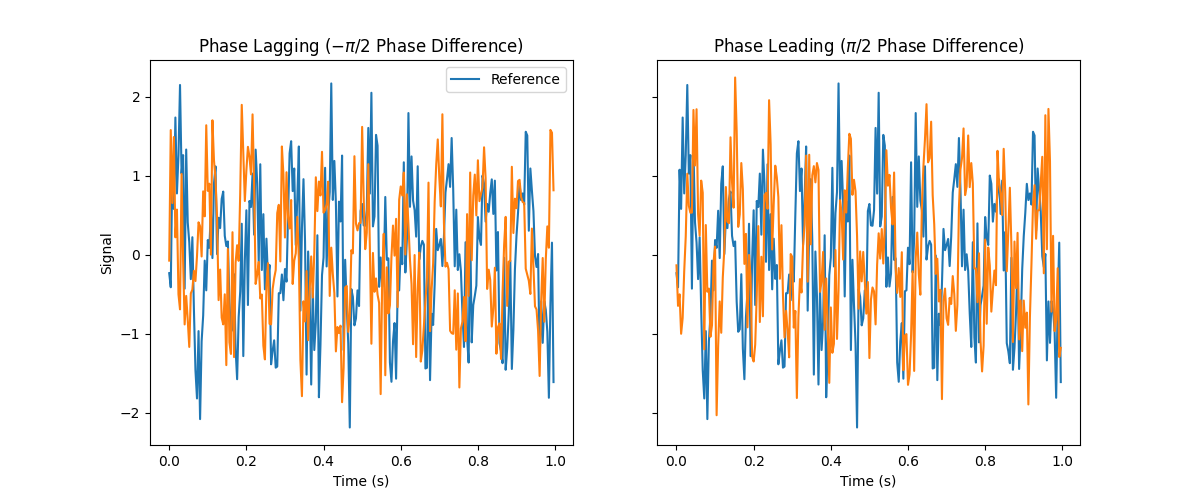 Phase Lagging (−π/2 Phase Difference)
Phase Leading (π/2 Phase Difference)
Reference
Signal
2
1
0
−1
−2
0.0 0.2 0.4 0.6 0.8 1.0
0.0 0.2 0.4 0.6 0.8 1.0
Time (s)
Time (s)